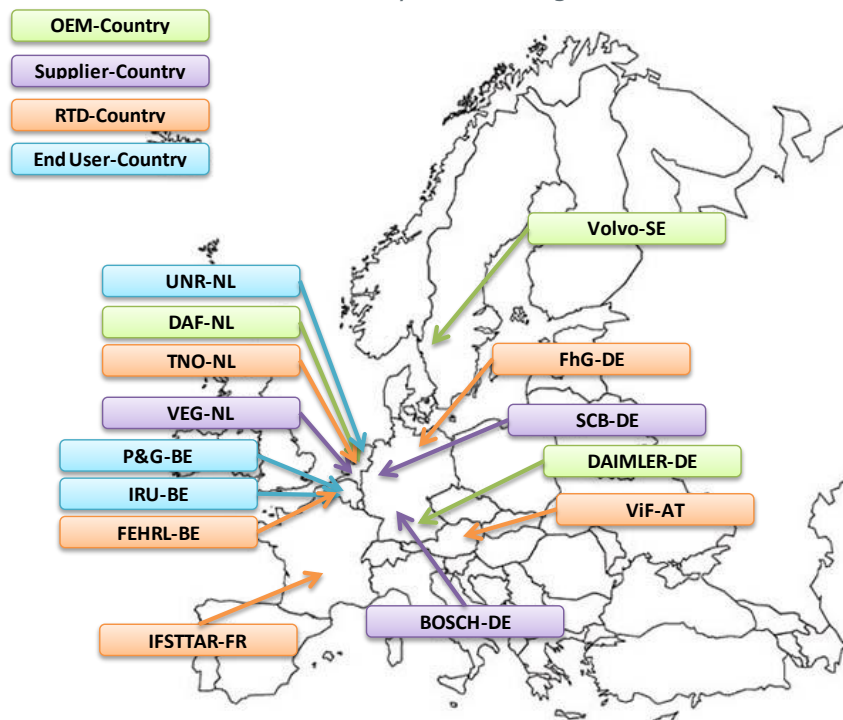 OEM-Country
Supplier-Country
RTD-Country
End User-Country
Volvo-SE
UNR-NL
DAF-NL
TNO-NL
FhG-DE
VEG-NL
SCB-DE
P&G-BE
DAIMLER-DE
IRU-BE
ViF-AT
FEHRL-BE
BOSCH-DE
IFSTTAR-FR